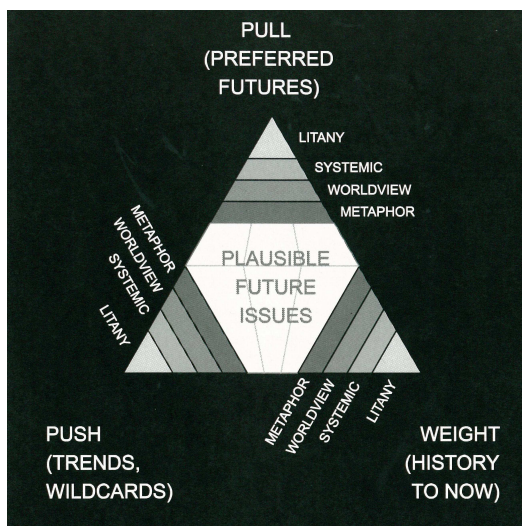 PULL
(PREFERRED
FUTURES)
LITANY
SYSTEMIC
WORLDVIEW
METAPHOR
METAPHOR
WORLDVIEW
SYSTEMIC
LITANY
PLAUSIBLE
FUTURE
ISSUES
METAPHOR
WORLDVIEW
SYSTEMIC
LITANY
PUSH
(TRENDS,
WILDCARDS)
WEIGHT
(HISTORY
TO NOW)